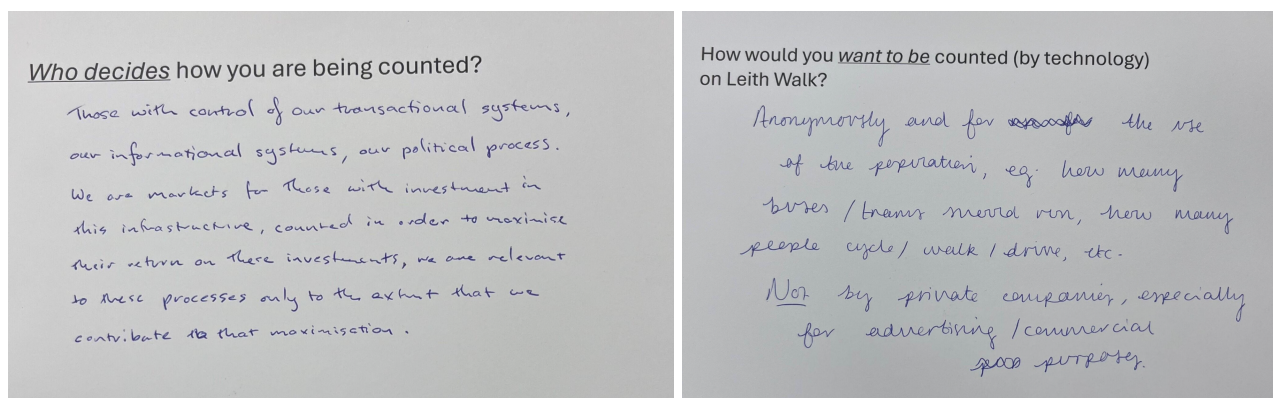 Who decides how you are being counted?
Those with control of our transactional systems,
our informational systems, our political process.
We are markets for those with investment in
this infrastructure, counted in order to maximise
their return on these investments, we are relevant
to these processes only to the extent that we
contribute to that maximisation.
How would you want to be counted (by technology)
on Leith Walk?
Anonymously and for the use
of the population, eg. how many
buses / trams should run, how many
people cycle / walk / drive, etc.
Not by private companies, especially
for advertising / commercial
purposes.